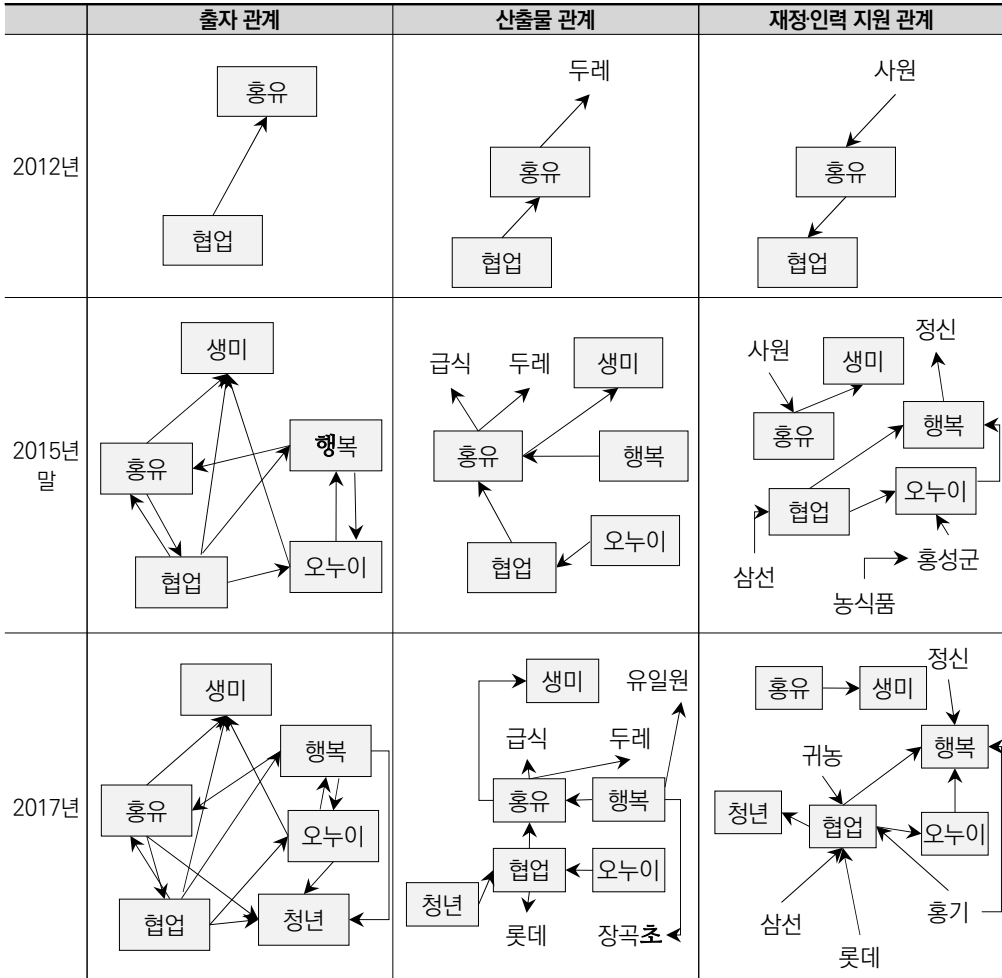 출자 관계
산출물 관계
재정·인력 지원 관계
2012년
홍유
협업
두레
홍유
협업
사원
홍유
협업
2015년
말
생미
홍유
행복
협업
오누이
급식
두레
생미
홍유
행복
협업
오누이
정신
사원
생미
홍유
행복
협업
오누이
삼선
홍성군
농식품
2017년
생미
행복
홍유
오누이
협업
청년
생미
유일원
급식
두레
홍유
행복
협업
오누이
청년
롯데
장곡초
정신
홍유
생미
행복
귀농
청년
협업
오누이
삼선
홍기
롯데